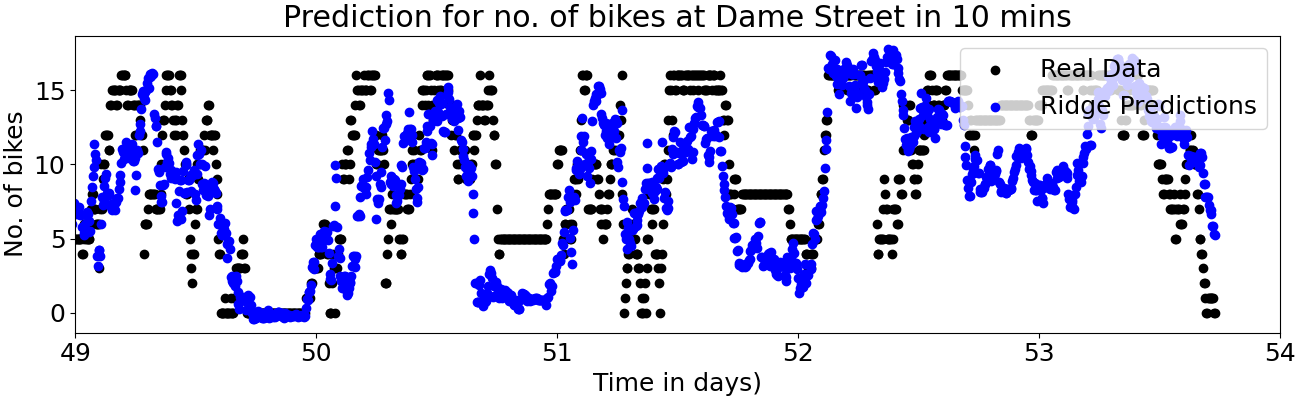 Prediction for no. of bikes at Dame Street in 10 mins
No. of bikes
15
10
5
0
Real Data
Ridge Predictions
49 50 51 52 53 54
Time in days)